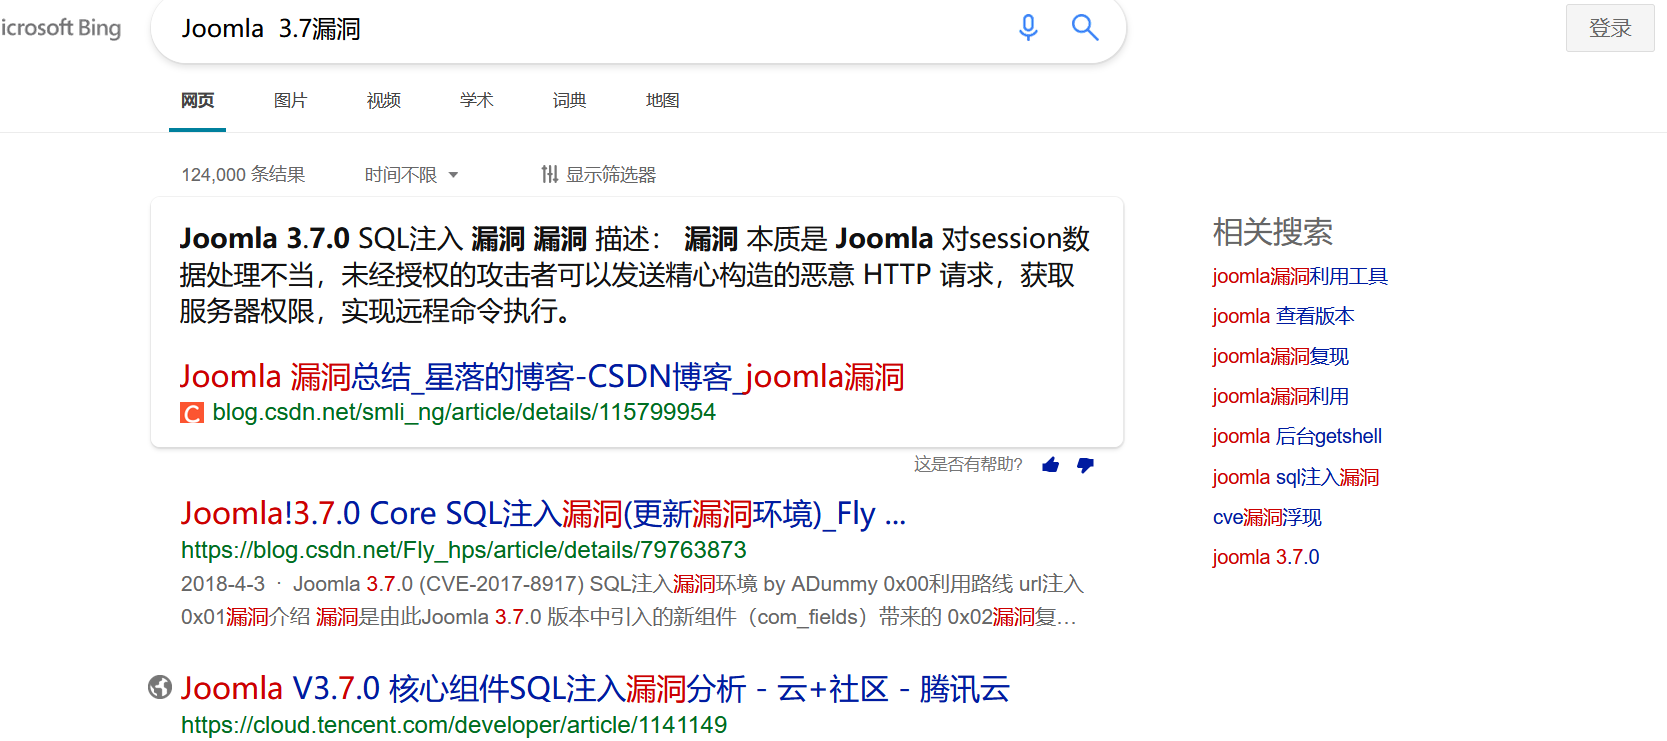 icrosoft Bing
Joomla 3.7漏洞
登录
网页 图片 视频 学术 词典 地图
124,000 条结果 时间不限 显示筛选器
Joomla 3.7.0 SQL注入 漏洞 漏洞 描述： 漏洞 本质是 Joomla 对session数
据处理不当，未经授权的攻击者可以发送精心构造的恶意 HTTP 请求，获取
服务器权限，实现远程命令执行。
Joomla 漏洞总结_星落的博客-CSDN博客_joomla漏洞
C blog.csdn.net/smli_ng/article/details/115799954
这是否有帮助?
Joomla!3.7.0 Core SQL注入漏洞(更新漏洞环境)_Fly ...
https://blog.csdn.net/Fly_hps/article/details/79763873
2018-4-3 · Joomla 3.7.0 (CVE-2017-8917) SQL注入漏洞环境 by ADummy 0x00利用路线 url注入
0x01漏洞介绍 漏洞是由此Joomla 3.7.0 版本中引入的新组件（com_fields）带来的 0x02漏洞复…
Joomla V3.7.0 核心组件SQL注入漏洞分析 - 云+社区 - 腾讯云
https://cloud.tencent.com/developer/article/1141149
相关搜索
joomla漏洞利用工具
joomla 查看版本
joomla漏洞复现
joomla漏洞利用
joomla 后台getshell
joomla sql注入漏洞
cve漏洞浮现
joomla 3.7.0